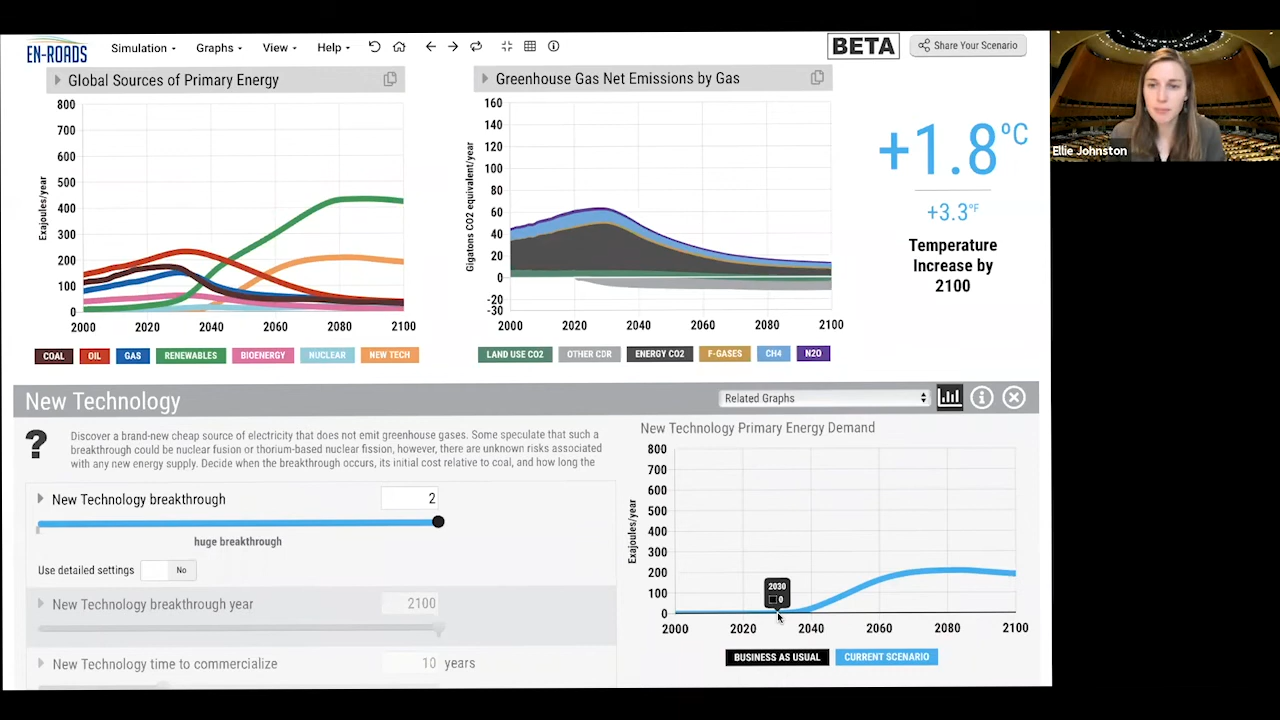 EN-ROADS
Simulation
Graphs
View
Help
BETA
Share Your Scenario
Global Sources of Primary Energy
800
700
600
500
400
300
200
100
0
Exajoules/year
2000 2020 2040 2060 2080 2100
COAL OIL GAS RENEWABLES BIOENERGY NUCLEAR NEW TECH
Greenhouse Gas Net Emissions by Gas
160
140
120
100
80
60
40
20
0
-20
-30
Gigatons CO2 equivalent/year
2000 2020 2040 2060 2080 2100
LAND USE CO2 OTHER CDR ENERGY CO2 F-GASES CH4 N2O
+1.8°C
+3.3°F
Temperature
Increase by
2100
Ellie Johnston
New Technology
Related Graphs
?
Discover a brand-new cheap source of electricity that does not emit greenhouse gases. Some speculate that such a
breakthrough could be nuclear fusion or thorium-based nuclear fission, however, there are unknown risks associated
with any new energy supply. Decide when the breakthrough occurs, its initial cost relative to coal, and how long the
New Technology breakthrough 2
huge breakthrough
Use detailed settings No
New Technology breakthrough year 2100
New Technology time to commercialize 10 years
New Technology Primary Energy Demand
800
700
600
500
400
300
200
100
0
Exajoules/year
2030
0
2000 2020 2040 2060 2080 2100
BUSINESS AS USUAL CURRENT SCENARIO